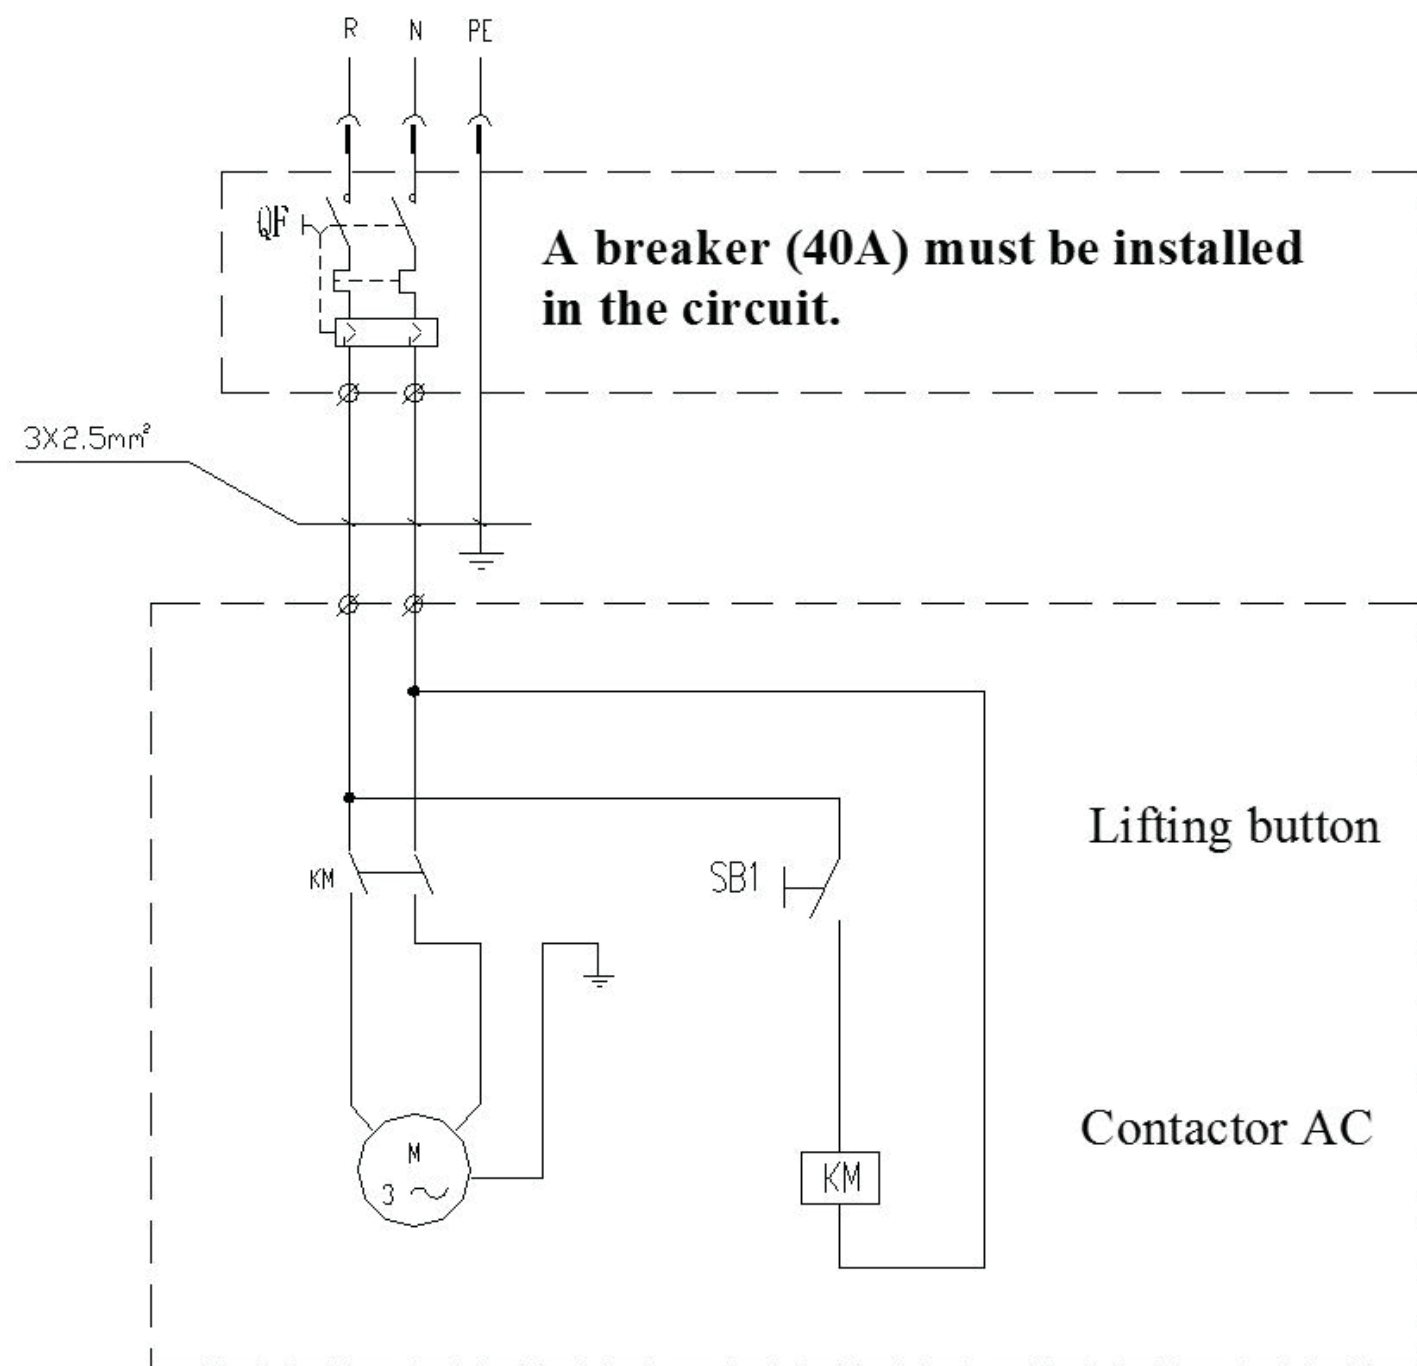 R N PE
QF
A breaker (40A) must be installed
in the circuit.
3X2.5mm²
Lifting button
KM
SB1
Contactor AC
M
3 ~
KM